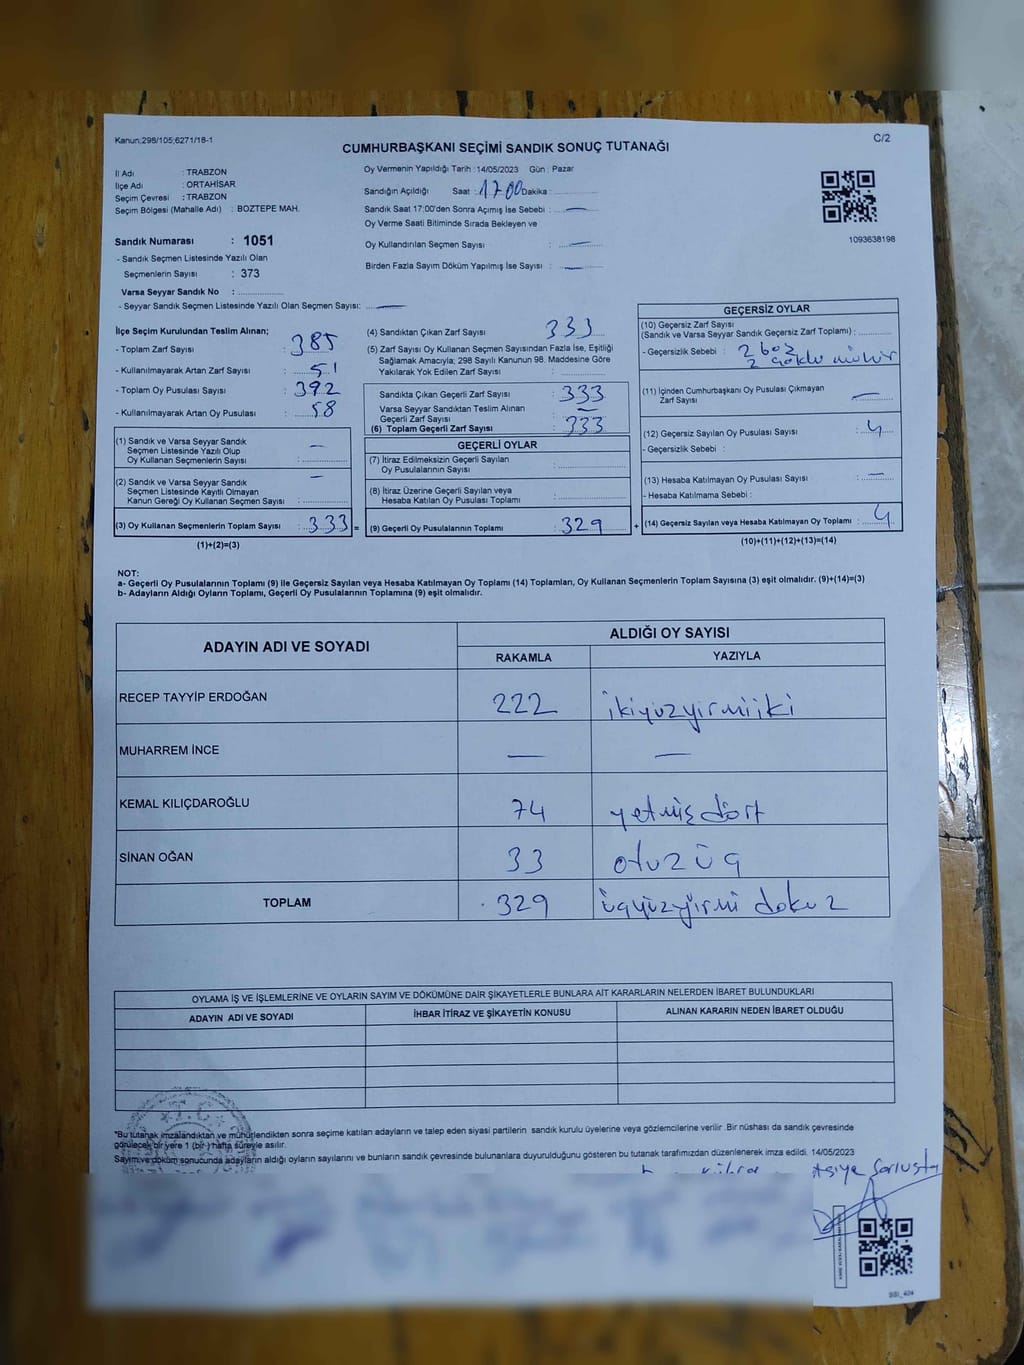 Kanun;298/105;6271/18-1
C/2
CUMHURBAŞKANI SEÇİMİ SANDIK SONUÇ TUTANAĞI
İl Adı : TRABZON
İlçe Adı : ORTAHİSAR
Seçim Çevresi : TRABZON
Seçim Bölgesi (Mahalle Adı) : BOZTEPE MAH.
Sandık Numarası : 1051
- Sandık Seçmen Listesinde Yazılı Olan
Seçmenlerin Sayısı : 373
Varsa Seyyar Sandık No :
- Seyyar Sandık Seçmen Listesinde Yazılı Olan Seçmen Sayısı: —
Oy Vermenin Yapıldığı Tarih : 14/05/2023 Gün : Pazar
Sandığın Açıldığı Saat : 17 00 Dakika :
Sandık Saat 17:00'den Sonra Açımış İse Sebebi : —
Oy Verme Saati Bitiminde Sırada Bekleyen ve
Oy Kullandırılan Seçmen Sayısı : —
Birden Fazla Sayım Döküm Yapılmış İse Sayısı : —
1093638198
İlçe Seçim Kurulundan Teslim Alınan;
- Toplam Zarf Sayısı : 385
- Kullanılmayarak Artan Zarf Sayısı : 51
- Toplam Oy Pusulası Sayısı : 392
- Kullanılmayarak Artan Oy Pusulası : 58
(1) Sandık ve Varsa Seyyar Sandık
Seçmen Listesinde Yazılı Olup
Oy Kullanan Seçmenlerin Sayısı : —
(2) Sandık ve Varsa Seyyar Sandık
Seçmen Listesinde Kayıtlı Olmayan
Kanun Gereği Oy Kullanan Seçmen Sayısı : —
(3) Oy Kullanan Seçmenlerin Toplam Sayısı : 333 =
(1)+(2)=(3)
(4) Sandıktan Çıkan Zarf Sayısı : 333
(5) Zarf Sayısı Oy Kullanan Seçmen Sayısından Fazla İse, Eşitliği
Sağlamak Amacıyla, 298 Sayılı Kanunun 98. Maddesine Göre
Yakılarak Yok Edilen Zarf Sayısı :
Sandıkta Çıkan Geçerli Zarf Sayısı : 333
Varsa Seyyar Sandıktan Teslim Alınan
Geçerli Zarf Sayısı : —
(6) Toplam Geçerli Zarf Sayısı : 333
GEÇERLİ OYLAR
(7) İtiraz Edilmeksizin Geçerli Sayılan
Oy Pusulalarının Sayısı :
(8) İtiraz Üzerine Geçerli Sayılan veya
Hesaba Katılan Oy Pusulası Toplamı :
(9) Geçerli Oy Pusulalarının Toplamı : 329 +
GEÇERSİZ OYLAR
(10) Geçersiz Zarf Sayısı
(Sandık ve Varsa Seyyar Sandık Geçersiz Zarf Toplamı) :
- Geçersizlik Sebebi : 2 boş
2 çoklu mühür
(11) İçinden Cumhurbaşkanı Oy Pusulası Çıkmayan
Zarf Sayısı : —
(12) Geçersiz Sayılan Oy Pusulası Sayısı : 4
- Geçersizlik Sebebi :
(13) Hesaba Katılmayan Oy Pusulası Sayısı : —
- Hesaba Katılmama Sebebi :
(14) Geçersiz Sayılan veya Hesaba Katılmayan Oy Toplamı : 4
(10)+(11)+(12)+(13)=(14)
NOT:
a- Geçerli Oy Pusulalarının Toplamı (9) ile Geçersiz Sayılan veya Hesaba Katılmayan Oy Toplamı (14) Toplamları, Oy Kullanan Seçmenlerin Toplam Sayısına (3) eşit olmalıdır. (9)+(14)=(3)
b- Adayların Aldığı Oyların Toplamı, Geçerli Oy Pusulalarının Toplamına (9) eşit olmalıdır.
ADAYIN ADI VE SOYADI
ALDIĞI OY SAYISI
RAKAMLA YAZIYLA
RECEP TAYYİP ERDOĞAN 222 ikiyüzyirmiiki
MUHARREM İNCE — —
KEMAL KILIÇDAROĞLU 74 yetmiş dört
SİNAN OĞAN 33 otuz üç
TOPLAM 329 üçyüzyirmi dokuz
OYLAMA İŞ VE İŞLEMLERİNE VE OYLARIN SAYIM VE DÖKÜMÜNE DAİR ŞİKAYETLERLE BUNLARA AİT KARARLARIN NELERDEN İBARET BULUNDUKLARI
ADAYIN ADI VE SOYADI İHBAR İTİRAZ VE ŞİKAYETİN KONUSU ALINAN KARARIN NEDEN İBARET OLDUĞU
T.C.
"Bu tutanak imzalandıktan ve mühürlendikten sonra seçime katılan adayların ve talep eden siyasi partilerin sandık kurulu üyelerine veya gözlemcilerine verilir .Bir nüshası da sandık çevresinde
görülecek bir yere 1 (bir ) hafta süreyle asılır.
Sayım ve döküm sonucunda adayların aldığı oyların sayılarını ve bunların sandık çevresinde bulunanlara duyurulduğunu gösteren bu tutanak tarafımızdan düzenlenerek imza edildi. 14/05/2023
Asiye